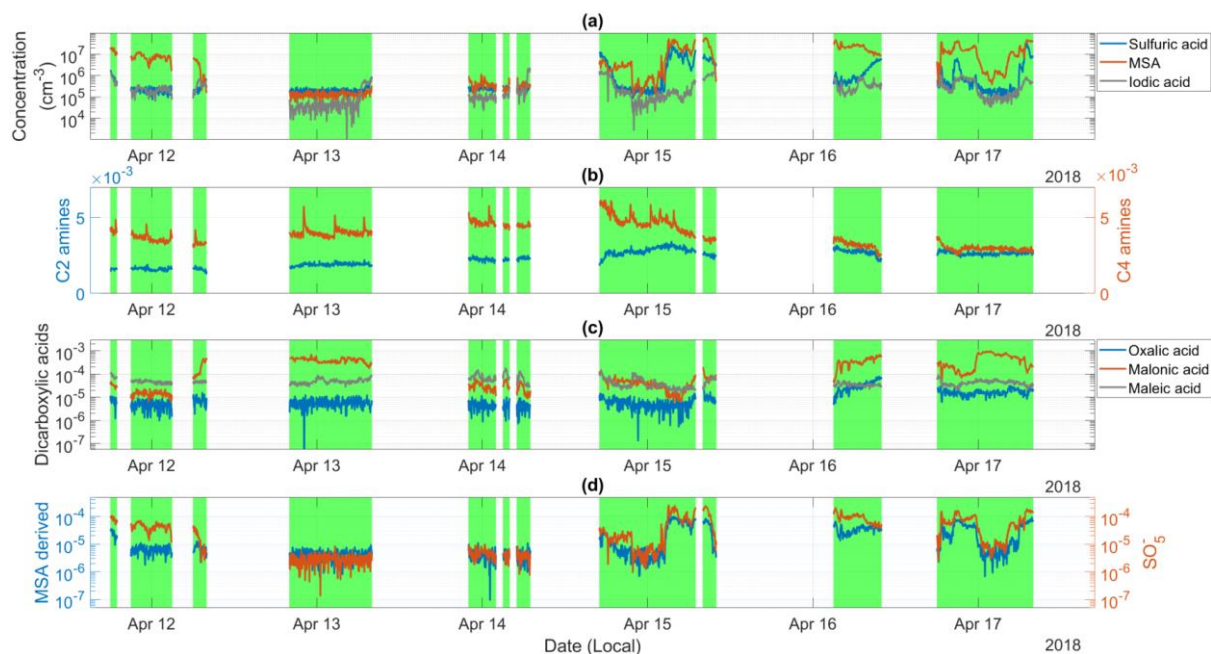 (a)
Concentration
(cm⁻³)
10⁷
10⁶
10⁵
10⁴
Sulfuric acid
MSA
Iodic acid
Apr 12 Apr 13 Apr 14 Apr 15 Apr 16 Apr 17
2018
(b)
×10⁻³ ×10⁻³
C2 amines
5
0
C4 amines
5
0
Apr 12 Apr 13 Apr 14 Apr 15 Apr 16 Apr 17
2018
(c)
Dicarboxylic acids
10⁻³
10⁻⁴
10⁻⁵
10⁻⁶
10⁻⁷
Oxalic acid
Malonic acid
Maleic acid
Apr 12 Apr 13 Apr 14 Apr 15 Apr 16 Apr 17
2018
(d)
MSA derived
10⁻⁴
10⁻⁵
10⁻⁶
10⁻⁷
SO₅⁻
10⁻⁴
10⁻⁵
10⁻⁶
10⁻⁷
Apr 12 Apr 13 Apr 14 Apr 15 Apr 16 Apr 17
Date (Local)
2018